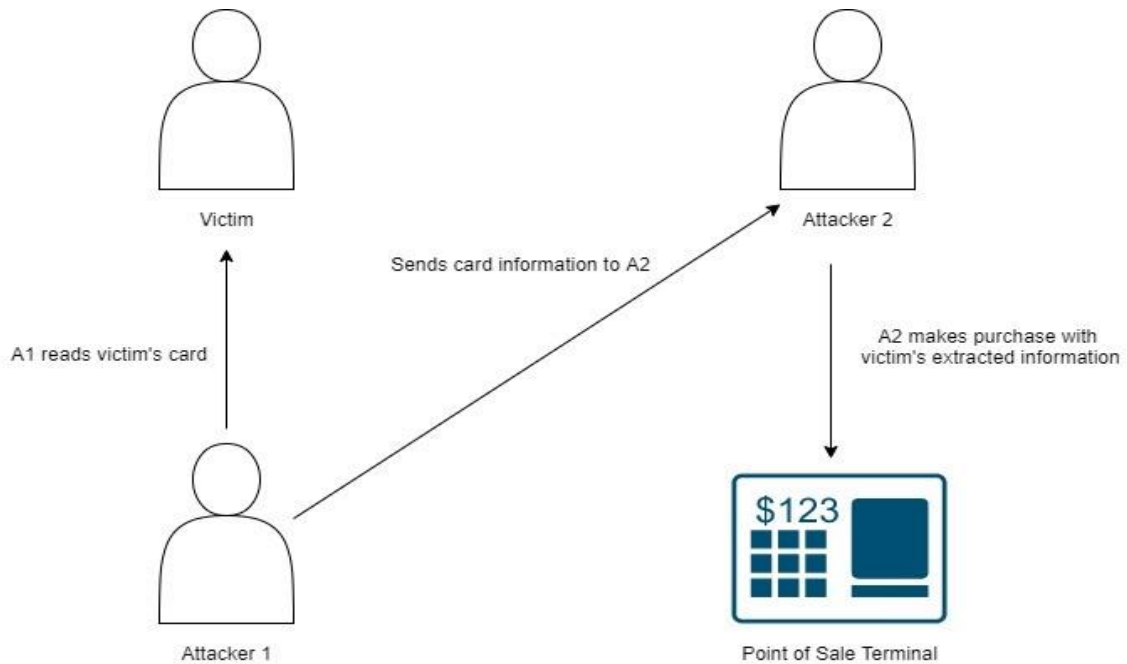 Victim
Attacker 2
Sends card information to A2
A1 reads victim's card
A2 makes purchase with
victim's extracted information
$123
Attacker 1
Point of Sale Terminal